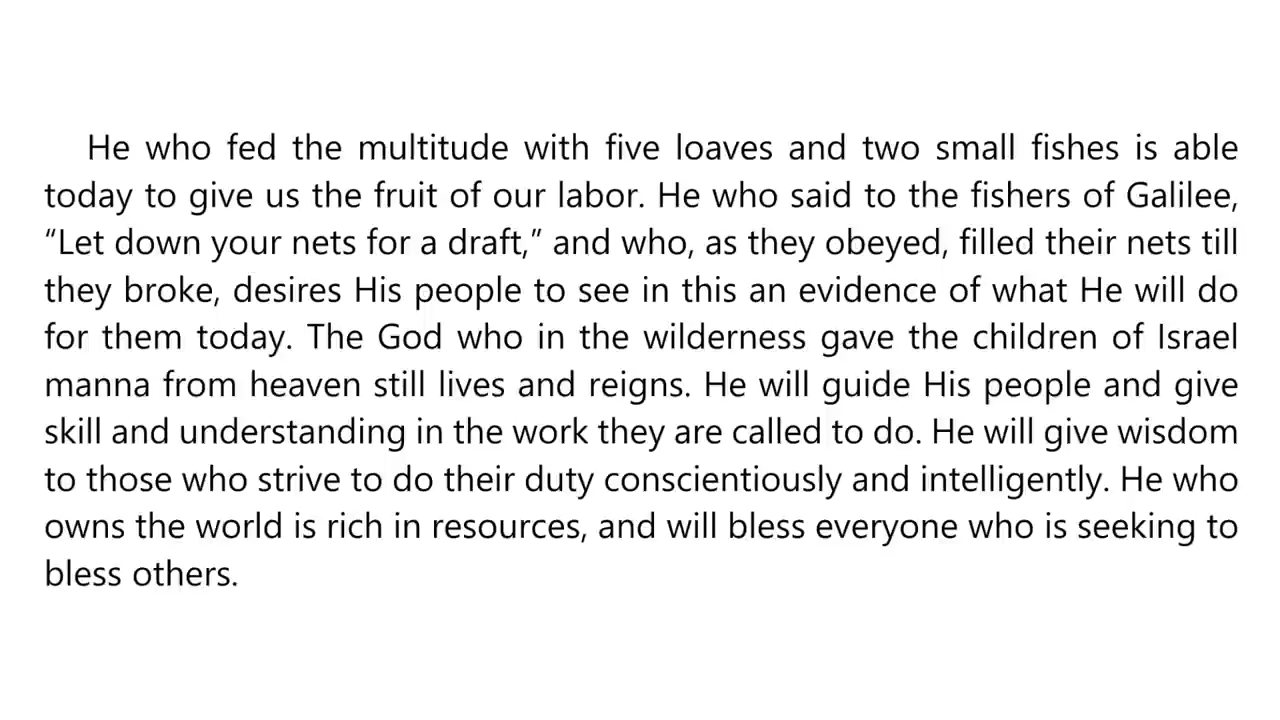 He who fed the multitude with five loaves and two small fishes is able
today to give us the fruit of our labor. He who said to the fishers of Galilee,
“Let down your nets for a draft,” and who, as they obeyed, filled their nets till
they broke, desires His people to see in this an evidence of what He will do
for them today. The God who in the wilderness gave the children of Israel
manna from heaven still lives and reigns. He will guide His people and give
skill and understanding in the work they are called to do. He will give wisdom
to those who strive to do their duty conscientiously and intelligently. He who
owns the world is rich in resources, and will bless everyone who is seeking to
bless others.